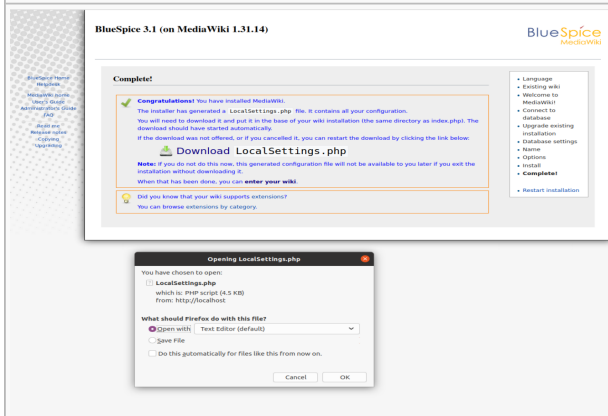 BlueSpice 3.1 (on MediaWiki 1.31.14)
BlueSpice
MediaWiki
BlueSpice Home
Helpdesk
MediaWiki home
User's Guide
Administrator's Guide
FAQ
Read me
Release notes
Copying
Upgrading
Complete!
Congratulations! You have installed MediaWiki.
The installer has generated a LocalSettings.php file. It contains all your configuration.
You will need to download it and put it in the base of your wiki installation (the same directory as index.php). The
download should have started automatically.
If the download was not offered, or if you cancelled it, you can restart the download by clicking the link below:
Download LocalSettings.php
Note: If you do not do this now, this generated configuration file will not be available to you later if you exit the
installation without downloading it.
When that has been done, you can enter your wiki.
Did you know that your wiki supports extensions?
You can browse extensions by category.
Language
Existing wiki
Welcome to
MediaWiki!
Connect to
database
Upgrade existing
installation
Database settings
Name
Options
Install
Complete!
Restart installation
Opening LocalSettings.php
You have chosen to open:
LocalSettings.php
which is: PHP script (4.5 KB)
from: http://localhost
What should Firefox do with this file?
Open with Text Editor (default)
Save File
Do this automatically for files like this from now on.
Cancel OK